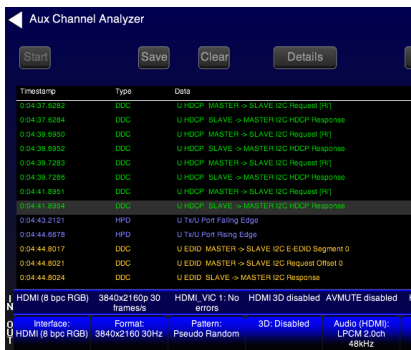 Aux Channel Analyzer
Start Save Clear Details
Timestamp Type Data
0:04:37.6282 DDC U HDCP MASTER -> SLAVE I2C Request [Ri']
0:04:37.6284 DDC U HDCP SLAVE -> MASTER I2C HDCP Response
0:04:39.6950 DDC U HDCP MASTER -> SLAVE I2C Request [Ri']
0:04:39.6952 DDC U HDCP SLAVE -> MASTER I2C HDCP Response
0:04:39.7263 DDC U HDCP MASTER -> SLAVE I2C Request [Ri']
0:04:39.7266 DDC U HDCP SLAVE -> MASTER I2C HDCP Response
0:04:41.8951 DDC U HDCP MASTER -> SLAVE I2C Request [Ri']
0:04:41.8954 DDC U HDCP SLAVE -> MASTER I2C HDCP Response
0:04:43.2121 HPD U Tx/U Port Falling Edge
0:04:44.6678 HPD U Tx/U Port Rising Edge
0:04:44.8017 DDC U EDID MASTER -> SLAVE I2C E-EDID Segment 0
0:04:44.8021 DDC U EDID MASTER -> SLAVE I2C Request Offset 0
0:04:44.8024 DDC U EDID SLAVE -> MASTER I2C Response
IN HDMI (8 bpc RGB) 3840x2160p 30 frames/s HDMI_VIC 1: No errors HDMI 3D disabled AVMUTE disabled
OUT Interface: HDMI (8 bpc RGB) Format: 3840x2160 30Hz Pattern: Pseudo Random 3D: Disabled Audio (HDMI): LPCM 2.0ch 48kHz